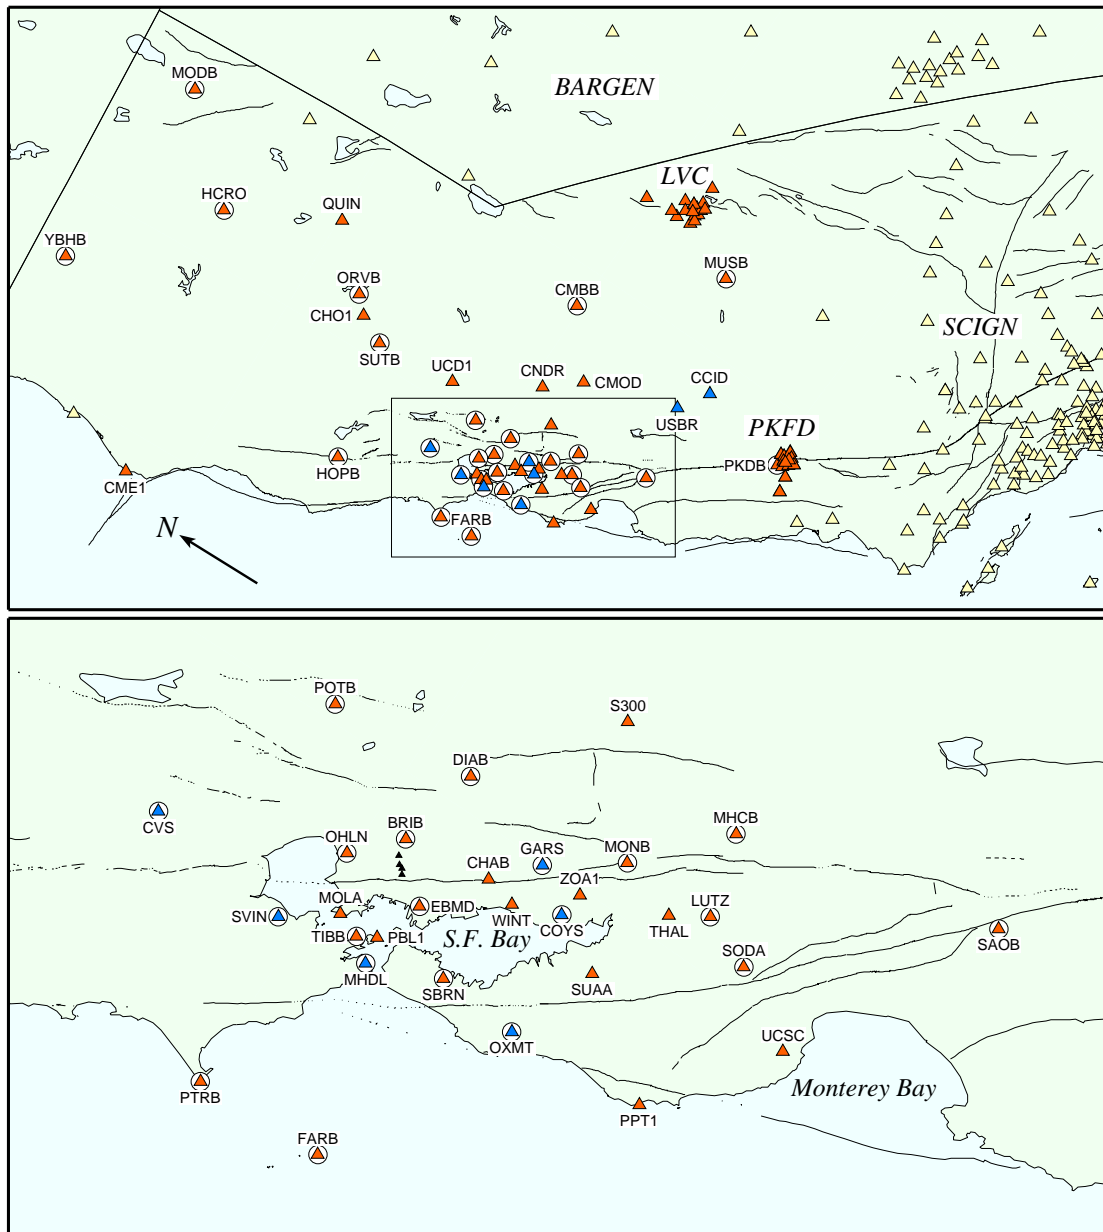 MODB
BARGEN
HCRO
QUIN
LVC
YBHB
ORVB
CMBB
MUSB
CHO1
SUTB
SCIGN
UCD1
CNDR
CMOD
CCID
USBR
PKFD
HOPB
PKDB
CME1
FARB
N
POTB
S300
DIAB
CVS
BRIB
MHCB
OHLN
GARS
MONB
CHAB
ZOA1
MOLA
EBMD
LUTZ
SVIN
WINT
COYS
THAL
TIBB
PBL1
S.F. Bay
SAOB
SODA
MHDL
SBRN
SUAA
OXMT
UCSC
PTRB
Monterey Bay
PPT1
FARB